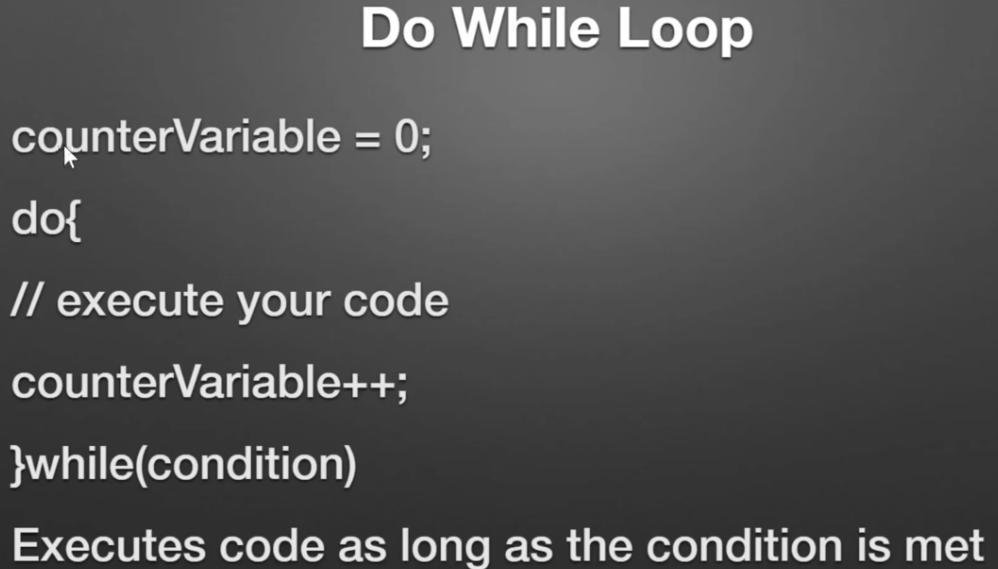 Do While Loop
counterVariable = 0;
do{
// execute your code
counterVariable++;
}while(condition)
Executes code as long as the condition is met